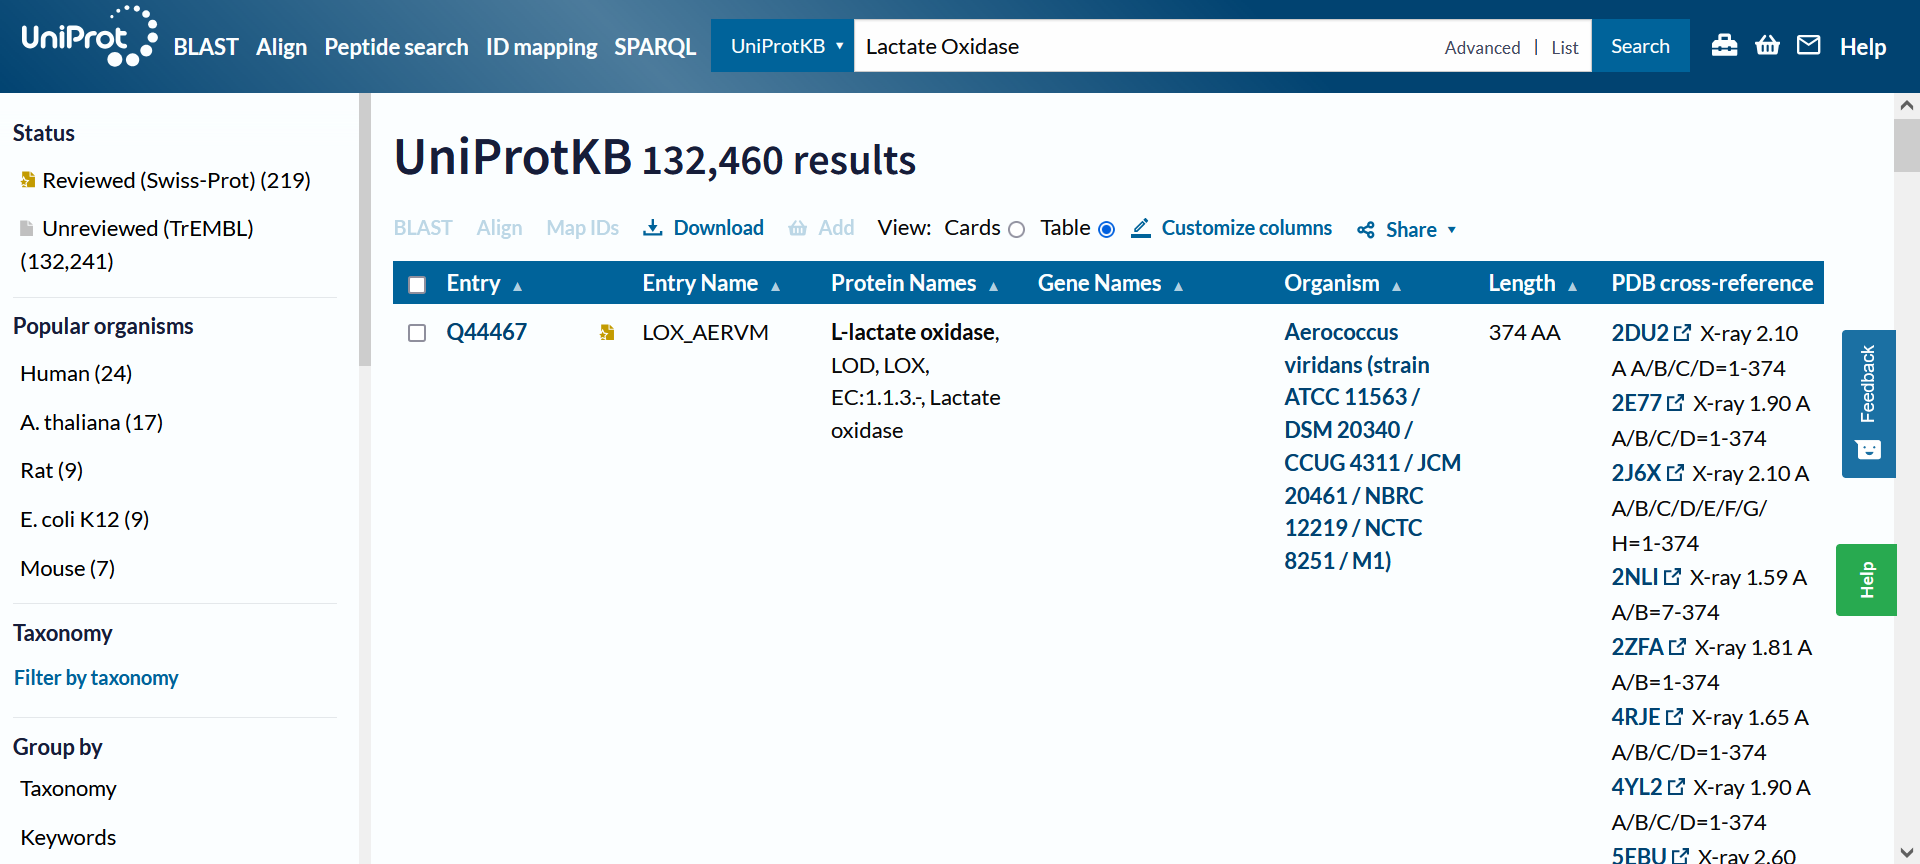 UniProt BLAST Align Peptide search ID mapping SPARQL UniProtKB Lactate Oxidase Advanced | List Search Help
Status
Reviewed (Swiss-Prot) (219)
Unreviewed (TrEMBL)
(132,241)
Popular organisms
Human (24)
A. thaliana (17)
Rat (9)
E. coli K12 (9)
Mouse (7)
Taxonomy
Filter by taxonomy
Group by
Taxonomy
Keywords
UniProtKB 132,460 results
BLAST Align Map IDs Download Add View: Cards Table Customize columns Share
Entry Entry Name Protein Names Gene Names Organism Length PDB cross-reference
Q44467
LOX_AERVM
L-lactate oxidase,
LOD, LOX,
EC:1.1.3.-, Lactate
oxidase
Aerococcus
viridans (strain
ATCC 11563 /
DSM 20340 /
CCUG 4311 / JCM
20461 / NBRC
12219 / NCTC
8251 / M1)
374 AA
2DU2 X-ray 2.10
A A/B/C/D=1-374
2E77 X-ray 1.90 A
A/B/C/D=1-374
2J6X X-ray 2.10 A
A/B/C/D/E/F/G/
H=1-374
2NLI X-ray 1.59 A
A/B=7-374
2ZFA X-ray 1.81 A
A/B=1-374
4RJE X-ray 1.65 A
A/B/C/D=1-374
4YL2 X-ray 1.90 A
A/B/C/D=1-374
5EBU X-ray 2.60
Feedback
Help